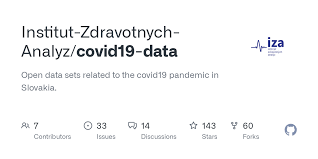 Institut-Zdravotnych-
Analyz/covid19-data
iza
Open data sets related to the covid19 pandemic in
Slovakia.
7
Contributors
33
Issues
14
Discussions
143
Stars
60
Forks